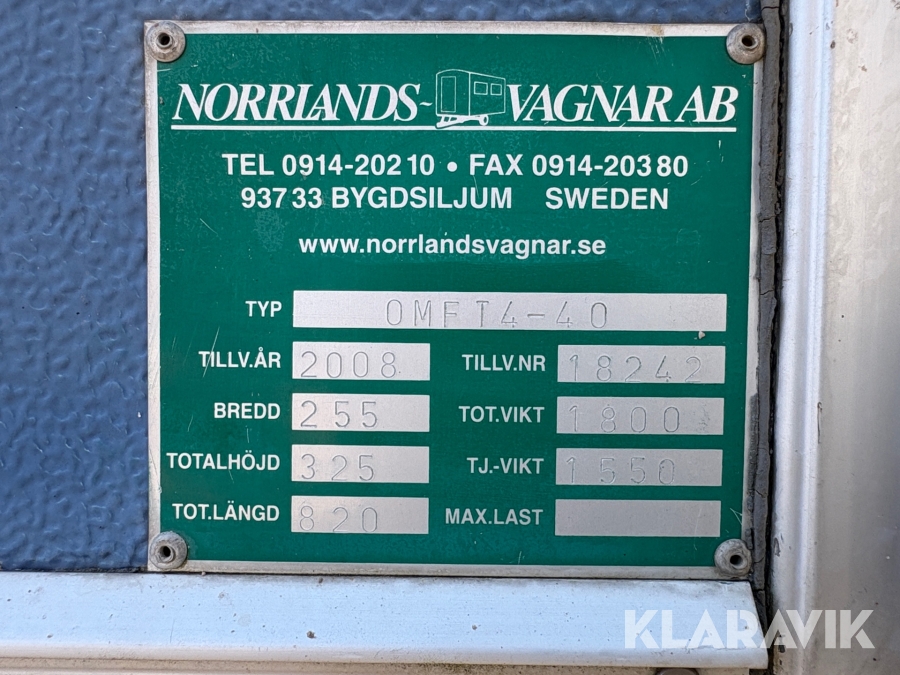 NORRLANDS- VAGNAR AB
TEL 0914-202 10 • FAX 0914-203 80
937 33 BYGDSILJUM SWEDEN
www.norrlandsvagnar.se
TYP OMFT4-40
TILLV.ÅR 2008 TILLV.NR 18242
BREDD 255 TOT.VIKT 1800
TOTALHÖJD 325 TJ.-VIKT 1550
TOT.LÄNGD 820 MAX.LAST
KLARAVIK